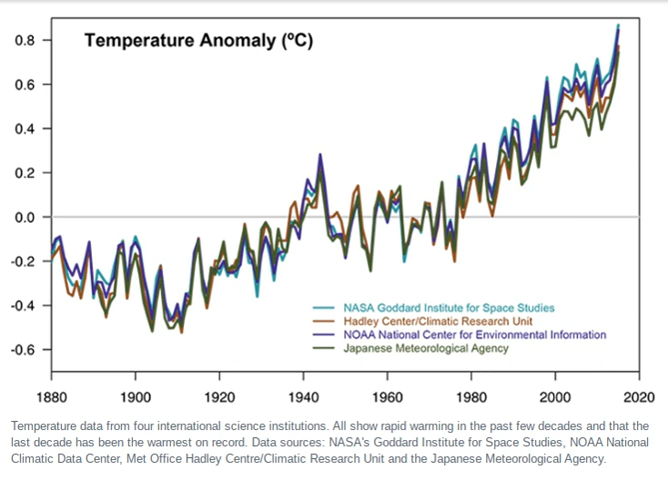 Temperature Anomaly (ºC)
0.8
0.6
0.4
0.2
0.0
-0.2
-0.4
-0.6
NASA Goddard Institute for Space Studies
Hadley Center/Climatic Research Unit
NOAA National Center for Environmental Information
Japanese Meteorological Agency
1880 1900 1920 1940 1960 1980 2000 2020
Temperature data from four international science institutions. All show rapid warming in the past few decades and that the
last decade has been the warmest on record. Data sources: NASA's Goddard Institute for Space Studies, NOAA National
Climatic Data Center, Met Office Hadley Centre/Climatic Research Unit and the Japanese Meteorological Agency.